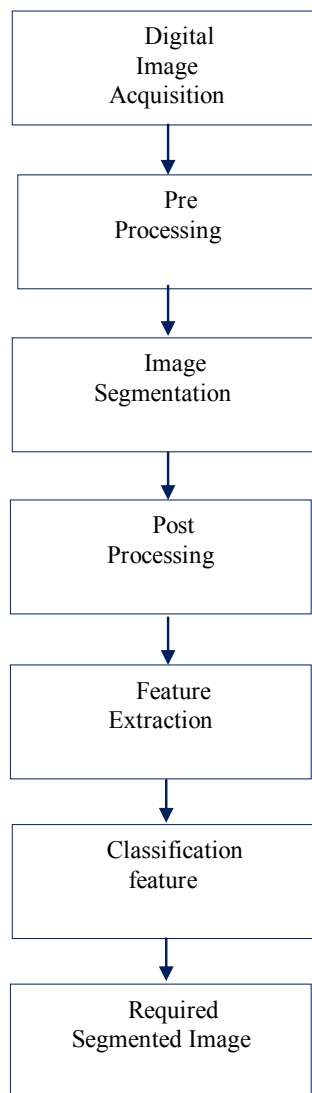 Digital
Image
Acquisition
Pre
Processing
Image
Segmentation
Post
Processing
Feature
Extraction
Classification
feature
Required
Segmented Image